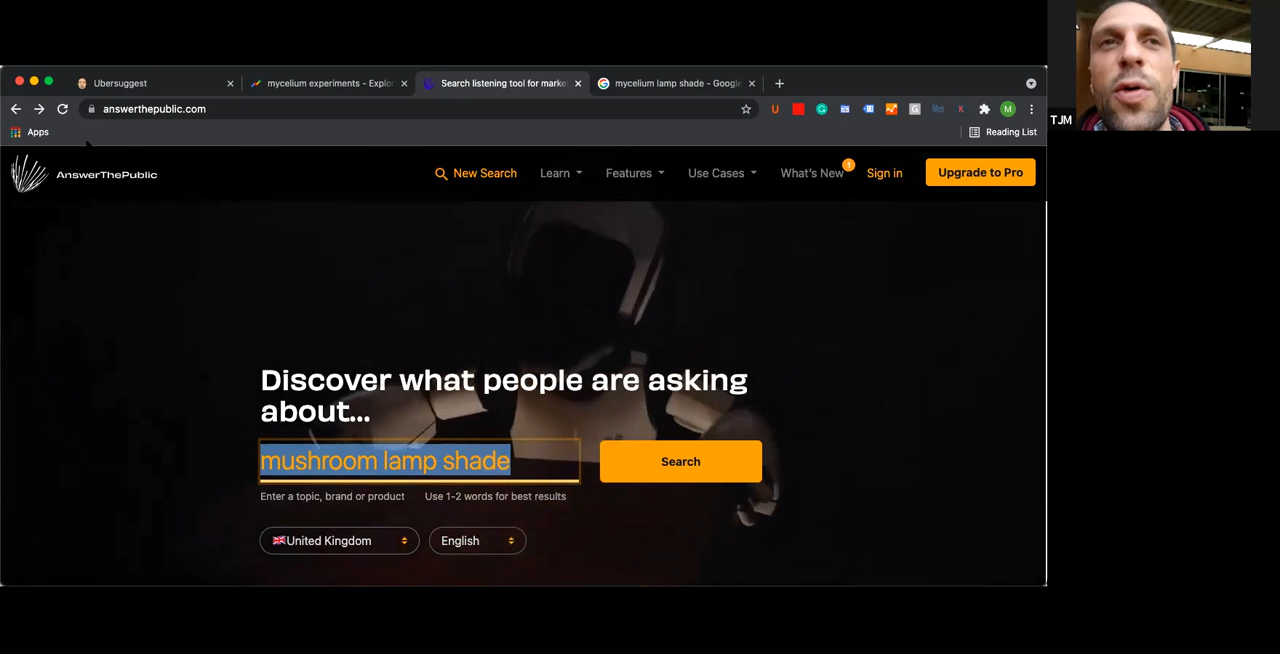 Ubersuggest
mycelium experiments - Explo
Search listening tool for marke
mycelium lamp shade - Google
answerthepublic.com
Apps
Reading List
TJM
AnswerThePublic
New Search
Learn
Features
Use Cases
What's New
1
Sign in
Upgrade to Pro
Discover what people are asking
about...
mushroom lamp shade
Search
Enter a topic, brand or product
Use 1-2 words for best results
United Kingdom
English